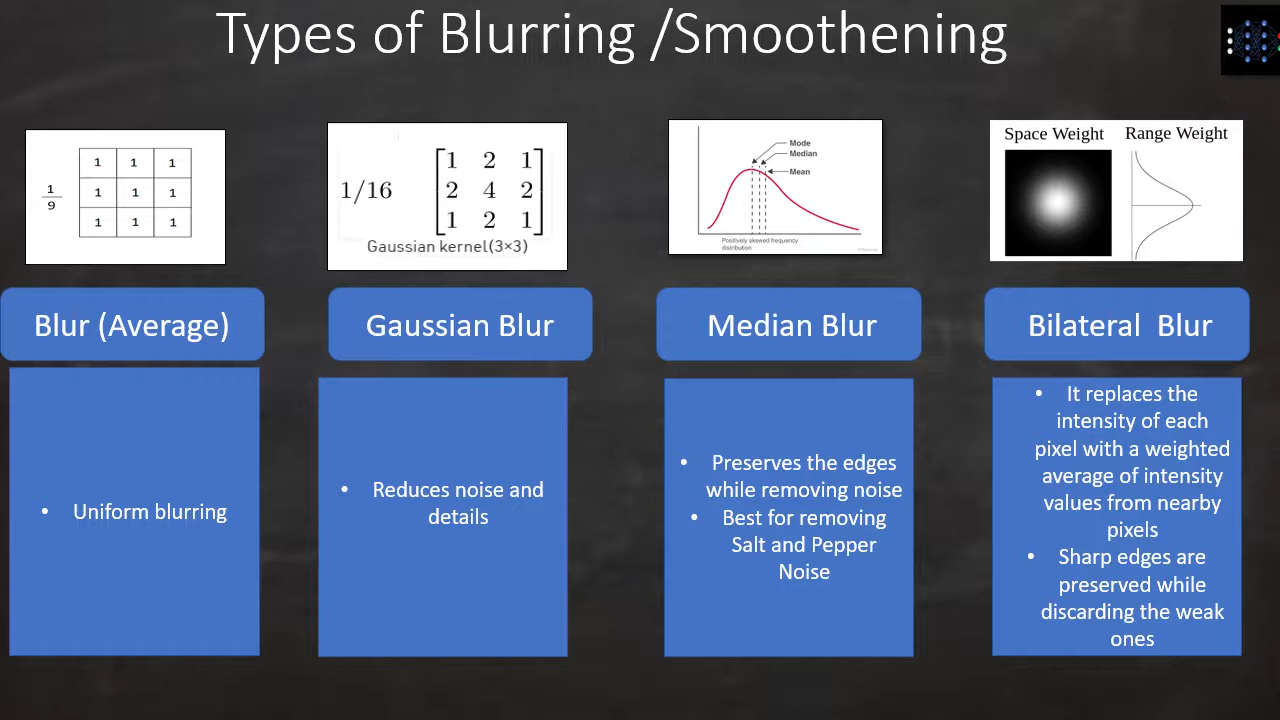 Types of Blurring /Smoothening
1
9
1 1 1
1 1 1
1 1 1
1/16
1 2 1
2 4 2
1 2 1
Gaussian kernel(3×3)
Mode
Median
Mean
Positively skewed frequency
distribution
Space Weight Range Weight
Blur (Average)
Gaussian Blur
Median Blur
Bilateral Blur
• Uniform blurring
• Reduces noise and
details
• Preserves the edges
while removing noise
• Best for removing
Salt and Pepper
Noise
• It replaces the
intensity of each
pixel with a weighted
average of intensity
values from nearby
pixels
• Sharp edges are
preserved while
discarding the weak
ones